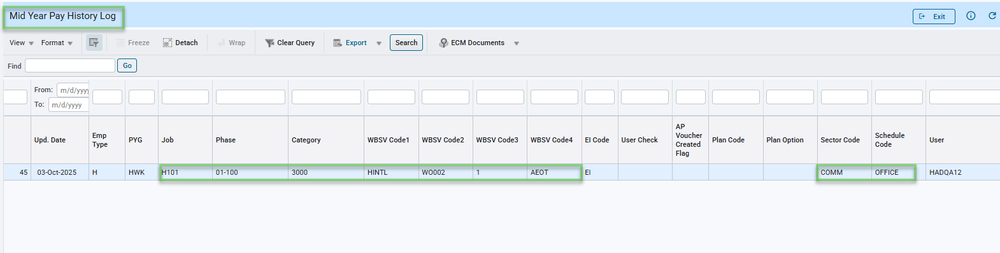 Mid Year Pay History Log
Exit
View Format Freeze Detach Wrap Clear Query Export Search ECM Documents
Find Go
From: m/d/yyyy
To: m/d/yyyy
Upd. Date Emp Type PYG Job Phase Category WBSV Code1 WBSV Code2 WBSV Code3 WBSV Code4 EI Code User Check AP Voucher Created Flag Plan Code Plan Option Sector Code Schedule Code User
45 03-Oct-2025 H HWK H101 01-100 3000 HINTL WO002 1 AEOT EI COMM OFFICE HADQA12